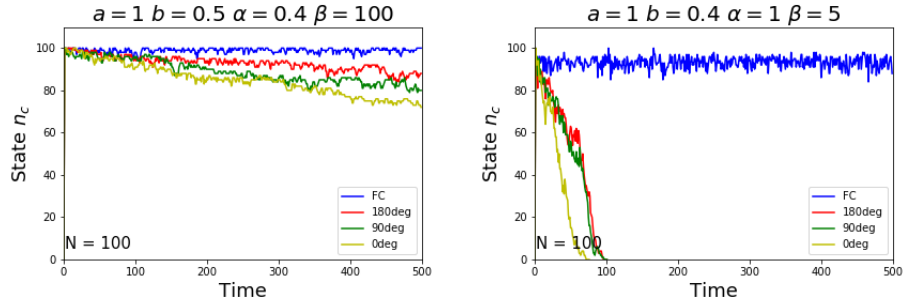 a = 1 b = 0.5 α = 0.4 β = 100
State n_c
100
80
60
40
20
0
N = 100
FC
180deg
90deg
0deg
0 100 200 300 400 500
Time
a = 1 b = 0.4 α = 1 β = 5
State n_c
100
80
60
40
20
0
N = 100
FC
180deg
90deg
0deg
0 100 200 300 400 500
Time